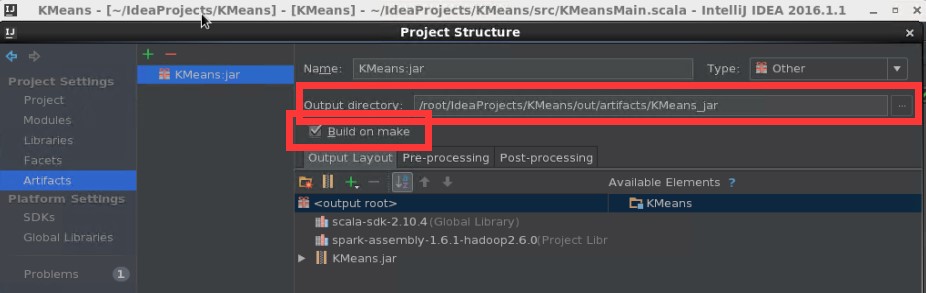 KMeans - [~/IdeaProjects/KMeans] - [KMeans] - ~/IdeaProjects/KMeans/src/KMeansMain.scala - IntelliJ IDEA 2016.1.1
Project Structure
Project Settings
Project
Modules
Libraries
Facets
Artifacts
Platform Settings
SDKs
Global Libraries
Problems 1
KMeans:jar
Name: KMeans:jar Type: Other
Output directory: /root/IdeaProjects/KMeans/out/artifacts/KMeans_jar ...
Build on make
Output Layout Pre-processing Post-processing
Available Elements ?
<output root> KMeans
scala-sdk-2.10.4 (Global Library)
spark-assembly-1.6.1-hadoop2.6.0 (Project Libr
KMeans.jar